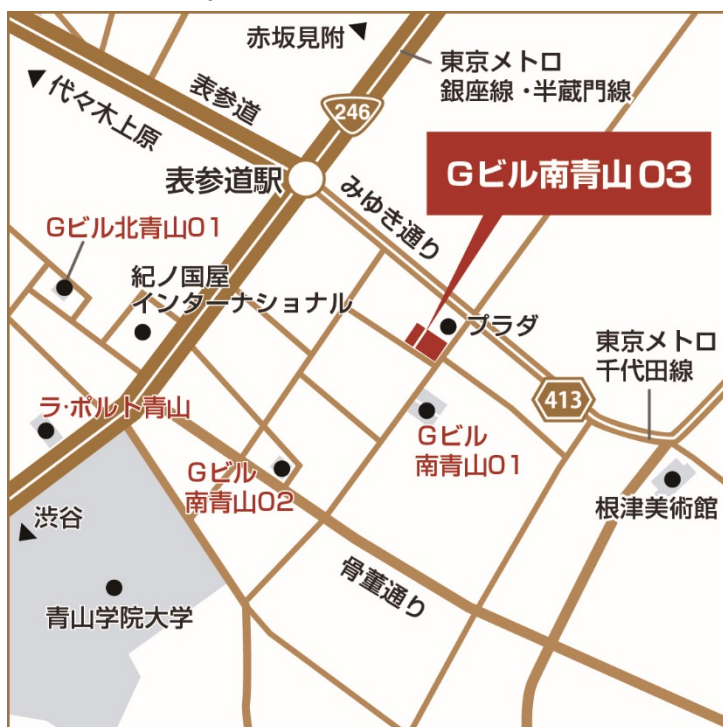 赤坂見附
東京メトロ
銀座線・半蔵門線
代々木上原
表参道
246
表参道駅
みゆき通り
Gビル南青山03
Gビル北青山01
紀ノ国屋
インターナショナル
プラダ
東京メトロ
千代田線
413
ラ・ポルト青山
Gビル
南青山01
Gビル
南青山02
根津美術館
渋谷
骨董通り
青山学院大学